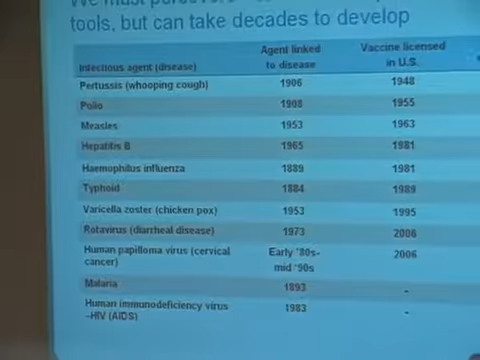 tools, but can take decades to develop
Agent linked Vaccine licensed
Infectious agent (disease) to disease in U.S.
Pertussis (whooping cough) 1906 1948
Polio 1908 1955
Measles 1953 1963
Hepatitis B 1965 1981
Haemophilus influenza 1889 1981
Typhoid 1884 1989
Varicella zoster (chicken pox) 1953 1995
Rotavirus (diarrheal disease) 1973 2006
Human papilloma virus (cervical Early '80s- 2006
cancer) mid '90s
Malaria 1893 -
Human immunodeficiency virus 1983 -
–HIV (AIDS)